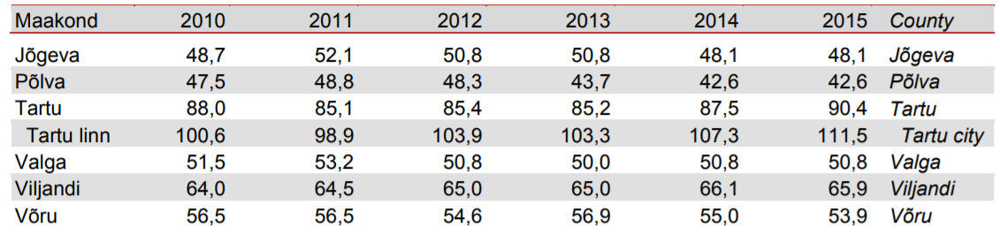 Maakond 2010 2011 2012 2013 2014 2015 County
Jõgeva 48,7 52,1 50,8 50,8 48,1 48,1 Jõgeva
Põlva 47,5 48,8 48,3 43,7 42,6 42,6 Põlva
Tartu 88,0 85,1 85,4 85,2 87,5 90,4 Tartu
Tartu linn 100,6 98,9 103,9 103,3 107,3 111,5 Tartu city
Valga 51,5 53,2 50,8 50,0 50,8 50,8 Valga
Viljandi 64,0 64,5 65,0 65,0 66,1 65,9 Viljandi
Võru 56,5 56,5 54,6 56,9 55,0 53,9 Võru